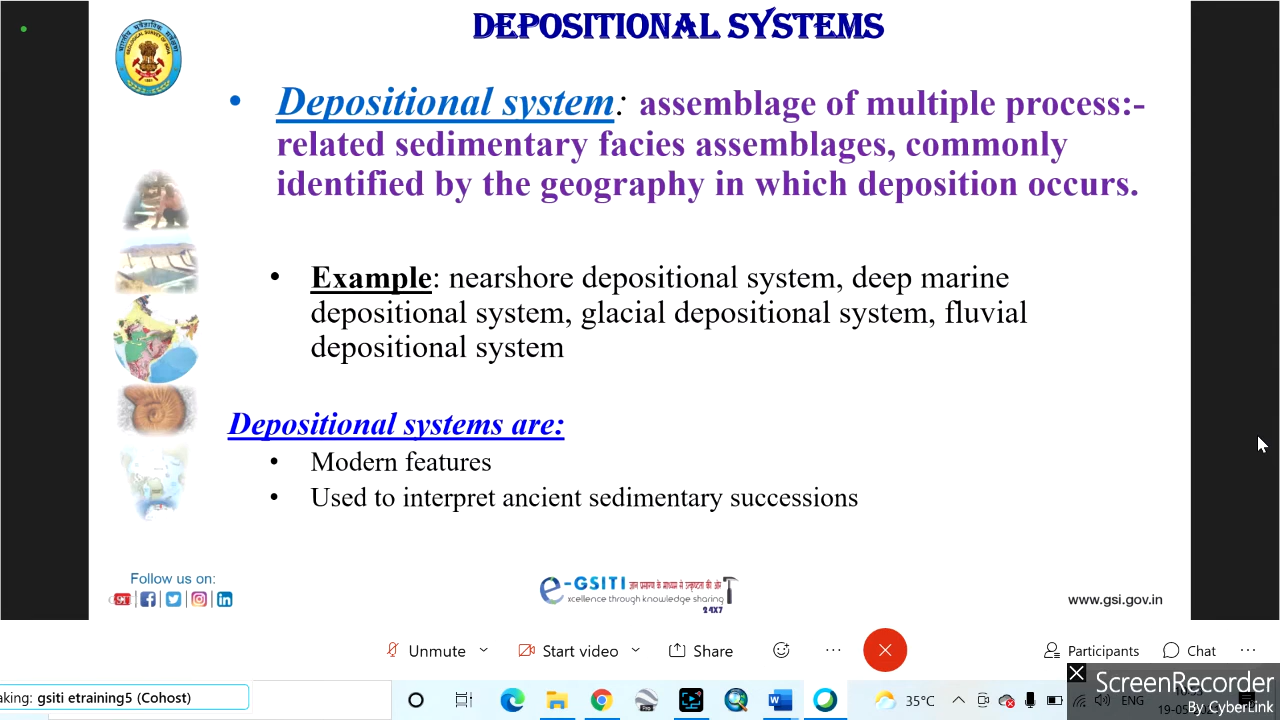 DEPOSITIONAL SYSTEMS
• Depositional system: assemblage of multiple process:-
related sedimentary facies assemblages, commonly
identified by the geography in which deposition occurs.
• Example: nearshore depositional system, deep marine
depositional system, glacial depositional system, fluvial
depositional system
Depositional systems are:
• Modern features
• Used to interpret ancient sedimentary successions
Follow us on:
e-GSITI
xcellence through knowledge sharing
24X7
www.gsi.gov.in
Unmute
Start video
Share
Participants
Chat
aking: gsiti etraining5 (Cohost)
35°C
ENG
19-05
ScreenRecorder
By CyberLink